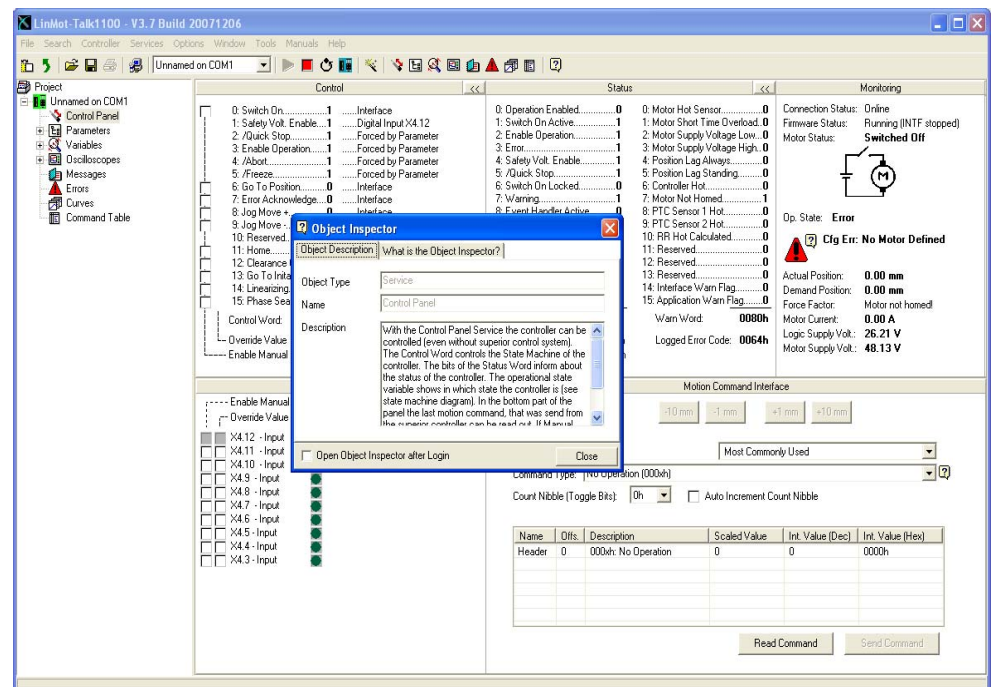 LinMot-Talk1100 - V3.7 Build 20071206
File Search Controller Services Options Window Tools Manuals Help
Unnamed on COM1
Project
Unnamed on COM1
Control Panel
Parameters
Variables
Oscilloscopes
Messages
Errors
Curves
Command Table
Control <<
0: Switch On..................1 ......Interface
1: Safety Volt. Enable....1 ......Digital Input X4.12
2: /Quick Stop..............1 ......Forced by Parameter
3: Enable Operation......1 ......Forced by Parameter
4: /Abort......................1 ......Forced by Parameter
5: /Freeze....................1 ......Forced by Parameter
6: Go To Position..........0 ......Interface
7: Error Acknowledge....0 ......Interface
8: Jog Move +..............0 ......Interface
9: Jog Move -.
10: Reserved..
11: Home........
12: Clearance
13: Go To Inita
14: Linearizing.
15: Phase Sea
Control Word:
Override Value
Enable Manual
Status <<
0: Operation Enabled.........0
1: Switch On Active............1
2: Enable Operation............1
3: Error..............................1
4: Safety Volt. Enable.........1
5: /Quick Stop...................1
6: Switch On Locked..........0
7: Warning........................1
8: Event Handler Active.....0
0: Motor Hot Sensor............0
1: Motor Short Time Overload..0
2: Motor Supply Voltage Low...0
3: Motor Supply Voltage High..0
4: Position Lag Always...........0
5: Position Lag Standing.........0
6: Controller Hot....................0
7: Motor Not Homed..............1
8: PTC Sensor 1 Hot..............0
9: PTC Sensor 2 Hot..............0
10: RR Hot Calculated...........0
11: Reserved........................0
12: Reserved........................0
13: Reserved........................0
14: Interface Warn Flag..........0
15: Application Warn Flag.......0
Warn Word: 0080h
Logged Error Code: 0064h
Monitoring
Connection Status: Online
Firmware Status: Running (INTF stopped)
Motor Status: Switched Off
M
Op. State: Error
Cfg Err: No Motor Defined
Actual Position: 0.00 mm
Demand Position: 0.00 mm
Force Factor: Motor not homed!
Motor Current: 0.00 A
Logic Supply Volt.: 26.21 V
Motor Supply Volt.: 48.13 V
Object Inspector
Object Description What is the Object Inspector?
Object Type Service
Name Control Panel
Description
With the Control Panel Service the controller can be
controlled (even without superior control system).
The Control Word controls the State Machine of the
controller. The bits of the Status Word inform about
the status of the controller. The operational state
variable shows in which state the controller is (see
state machine diagram). In the bottom part of the
panel the last motion command, that was send from
the superior controller can be read out. If Manual
Open Object Inspector after Login
Close
Enable Manual
Override Value
X4.12 - Input
X4.11 - Input
X4.10 - Input
X4.9 - Input
X4.8 - Input
X4.7 - Input
X4.6 - Input
X4.5 - Input
X4.4 - Input
X4.3 - Input
Motion Command Interface
-10 mm -1 mm +1 mm +10 mm
Most Commonly Used
Command Type: No Operation (000xh)
Count Nibble (Toggle Bits): 0h Auto Increment Count Nibble
Name Offs. Description Scaled Value Int. Value (Dec) Int. Value (Hex)
Header 0 000xh: No Operation 0 0 0000h
Read Command Send Command